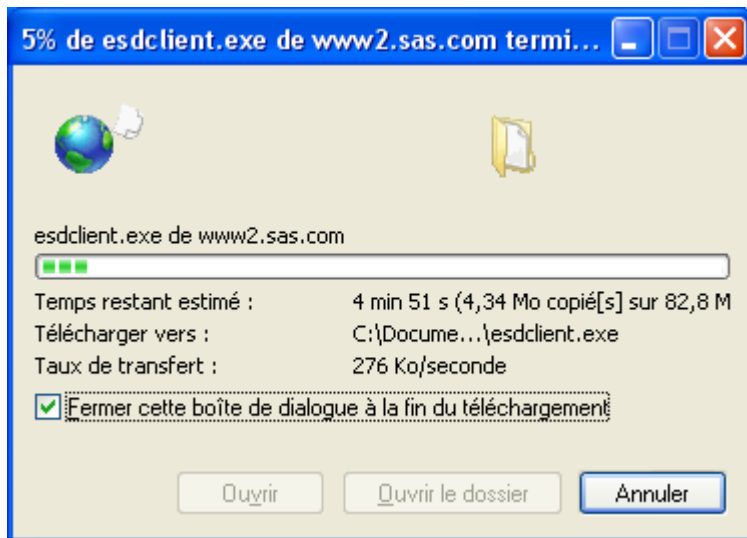 5% de esdclient.exe de www2.sas.com termi...
esdclient.exe de www2.sas.com
Temps restant estimé : 4 min 51 s (4,34 Mo copié[s] sur 82,8 M
Télécharger vers : C:\Docume...\esdclient.exe
Taux de transfert : 276 Ko/seconde
Fermer cette boîte de dialogue à la fin du téléchargement
Ouvrir Ouvrir le dossier Annuler